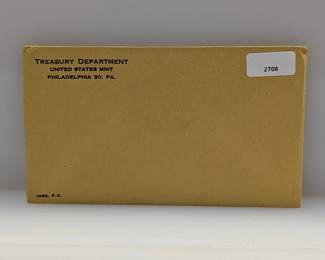 TREASURY DEPARTMENT
UNITED STATES MINT
PHILADELPHIA 30, PA.
2708
P.C.